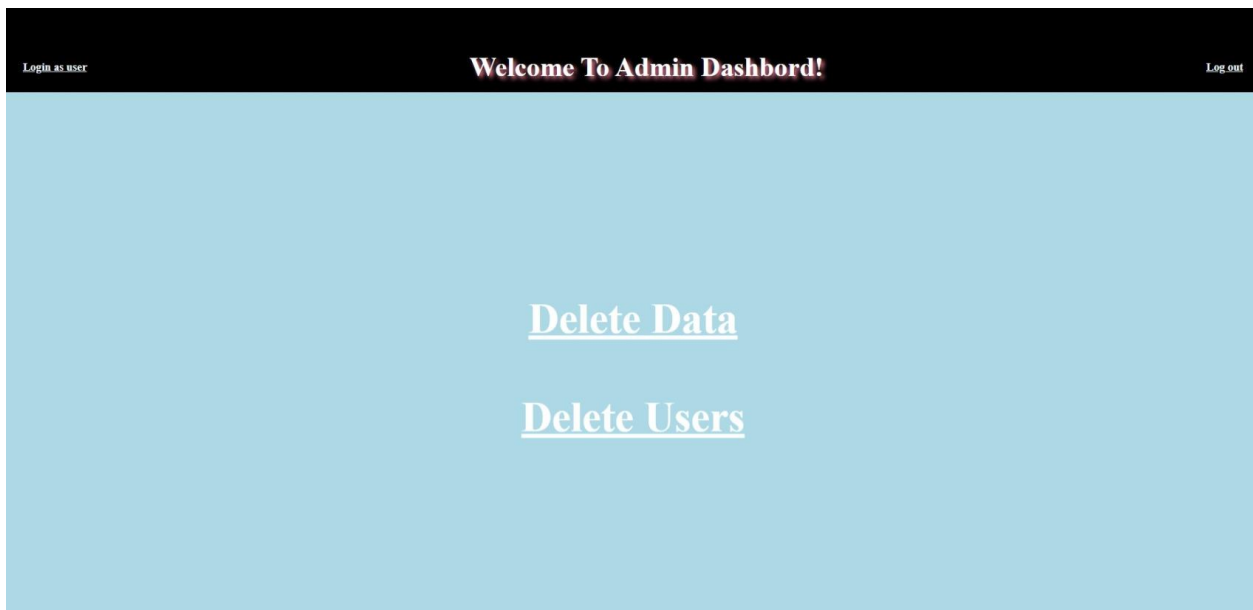 Login as user
Welcome To Admin Dashbord!
Log out
Delete Data
Delete Users